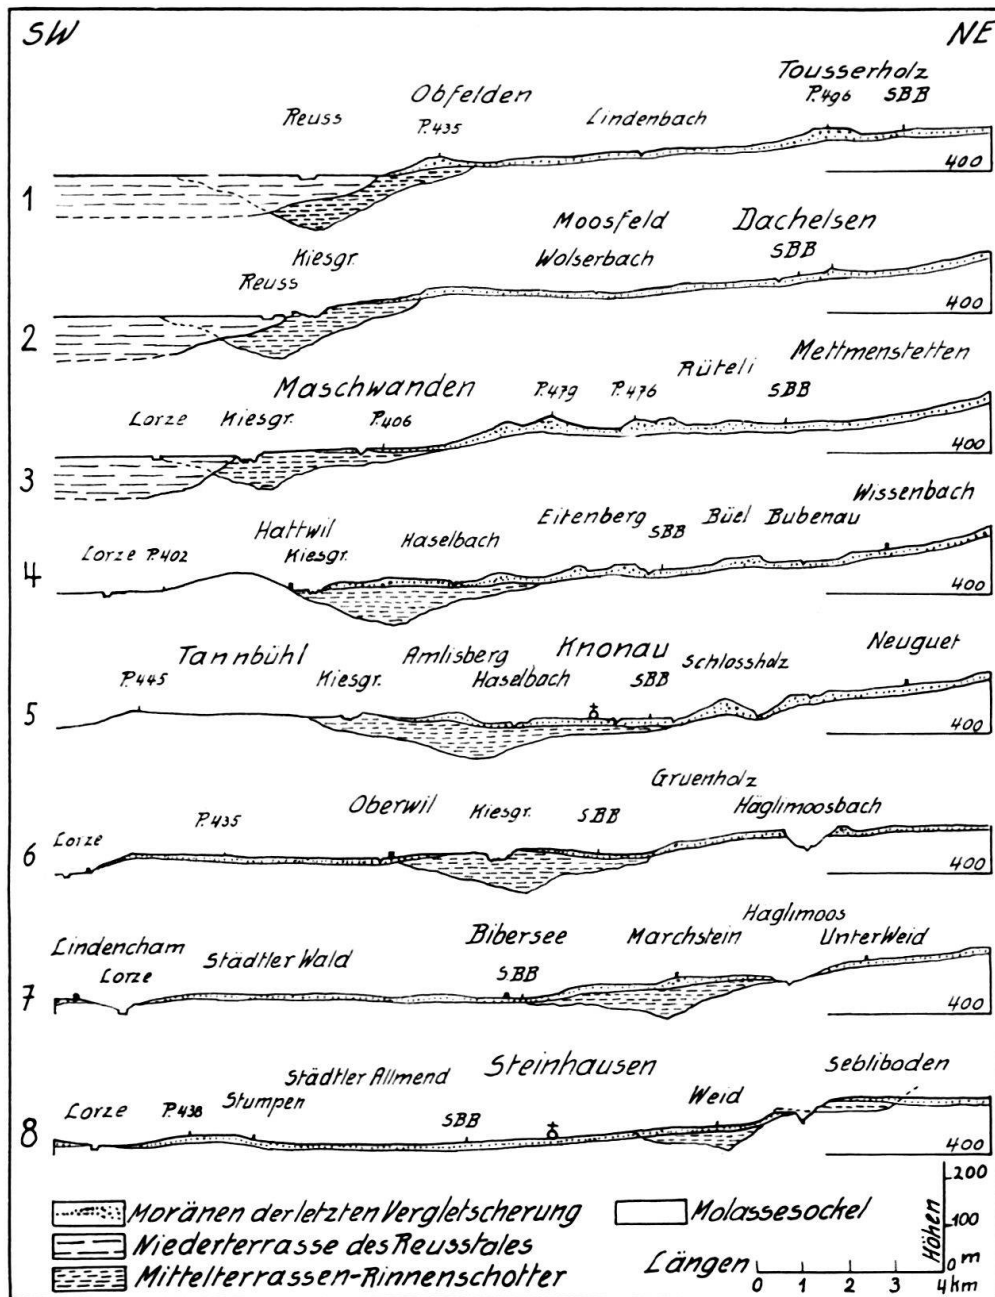 SW NE
Tousserholz
Obfelden P.496 SBB
Reuss P.435 Lindenbach
400
1
Moosfeld Dachelsen
Kiesgr. Wolserbach SBB
Reuss
400
2
Maschwanden P.479 P.476 Rüteli Mettmenstetten
SBB
Lorze Kiesgr. P.406
400
3
Wissenbach
Hattwil Eitenberg Büel Bubenau
Lorze P.402 Kiesgr. Haselbach SBB
4
400
Tannbühl Amlisberg Knonau Schlossholz Neuguet
P.445 Kiesgr. Haselbach SBB
5
400
Gruenholz
Oberwil Kiesgr. SBB Häglimoosbach
Lorze P.435
6
400
Haglimoos
Lindencham Bibersee Marchstein UnterWeid
Lorze Städtler Wald SBB
7
400
Steinhausen Sebliboden
Städtler Allmend
Lorze P.438 Stumpen SBB Weid
8
400
Moränen der letzten Vergletscherung Molassesockel
Niederterrasse des Reusstales
Mittelterrassen-Rinnenschotter
Höhen 200 100 0 m
Längen 0 1 2 3 4 km